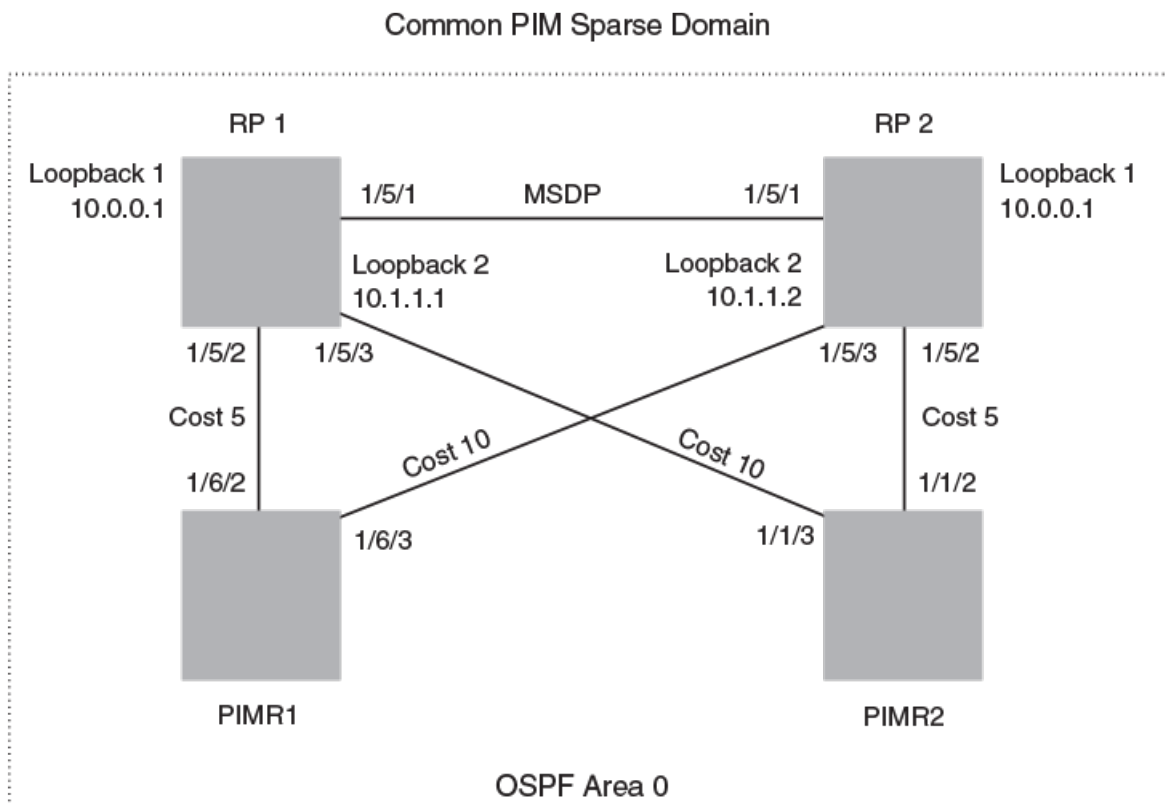 Common PIM Sparse Domain
RP 1
RP 2
Loopback 1
10.0.0.1
1/5/1
MSDP
1/5/1
Loopback 1
10.0.0.1
Loopback 2
10.1.1.1
Loopback 2
10.1.1.2
1/5/2
1/5/3
1/5/3
1/5/2
Cost 5
Cost 10
Cost 10
Cost 5
1/6/2
1/1/2
1/6/3
1/1/3
PIMR1
PIMR2
OSPF Area 0